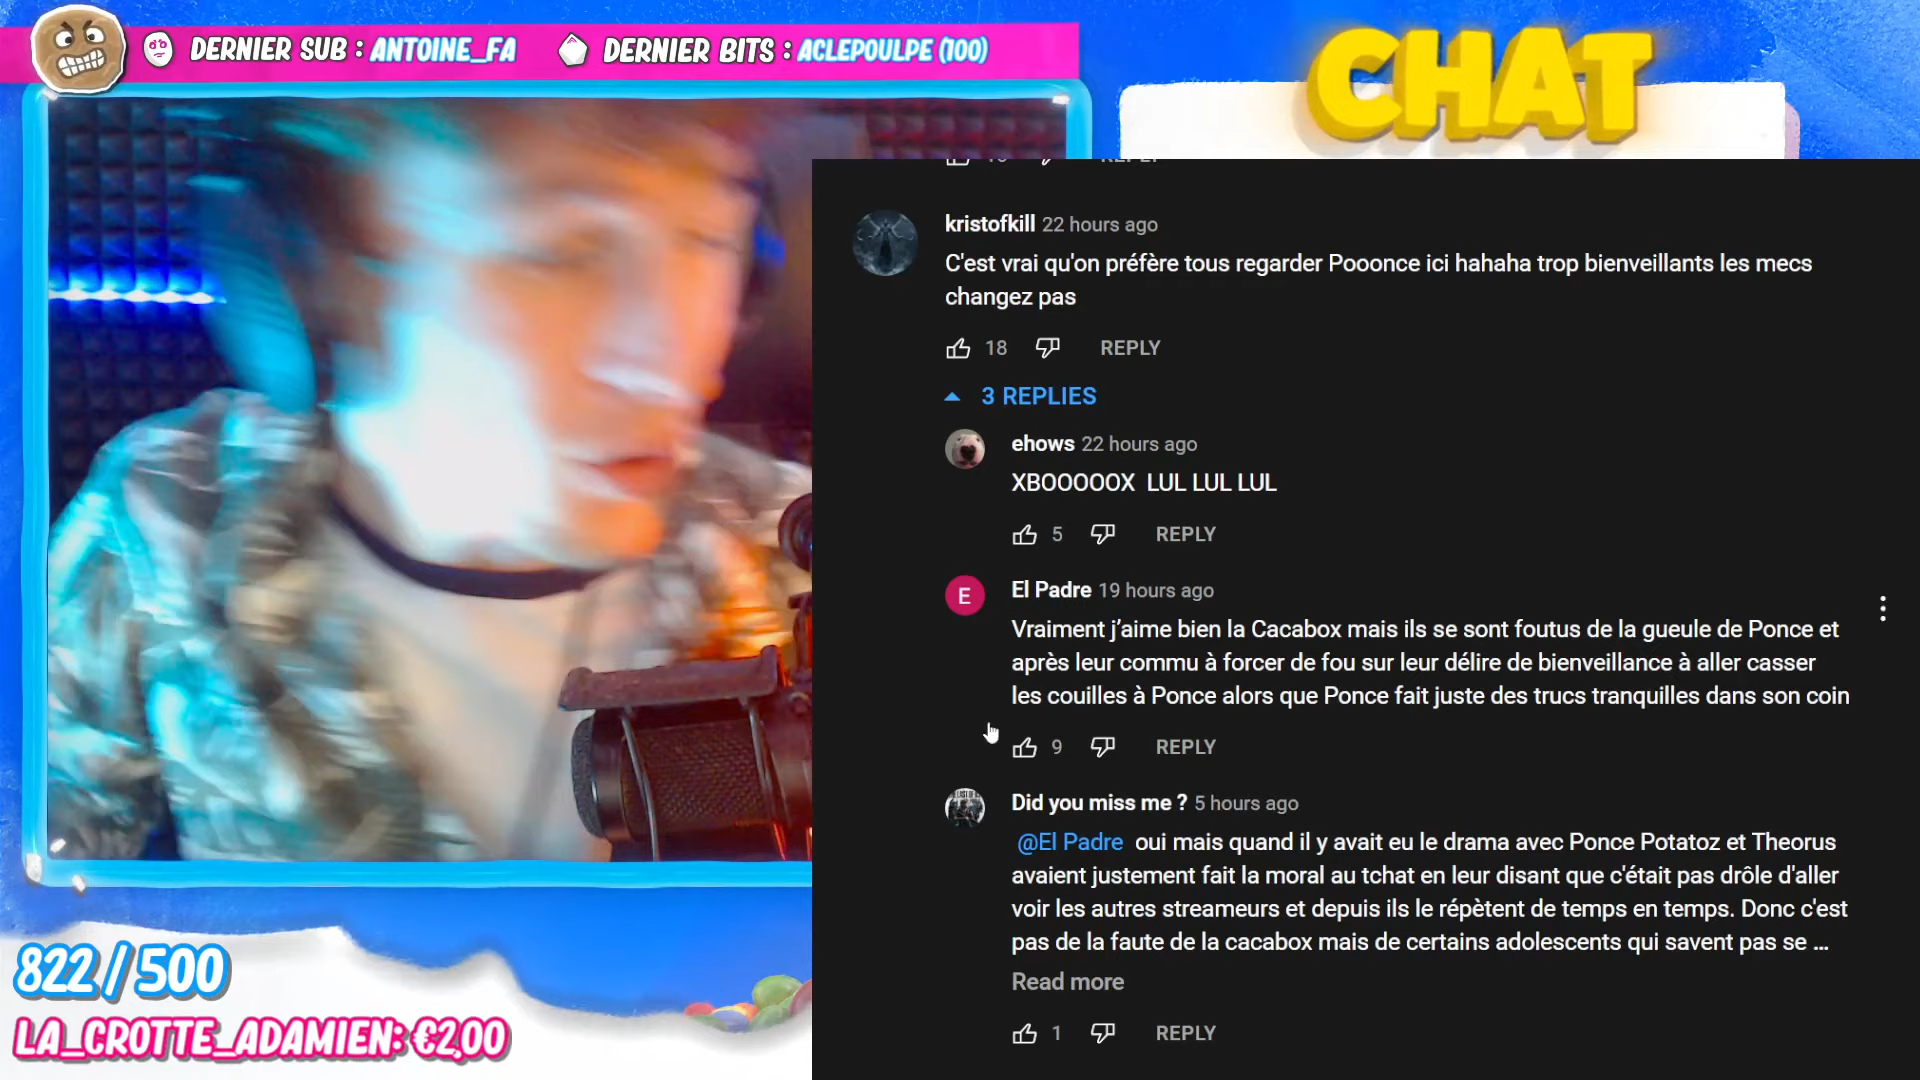 DERNIER SUB : ANTOINE_FA
DERNIER BITS : ACLEPOULPE (100)
CHAT
REPLY
kristofkill 22 hours ago
C'est vrai qu'on préfère tous regarder Pooonce ici hahaha trop bienveillants les mecs
changez pas
18 REPLY
3 REPLIES
ehows 22 hours ago
XBOOOOOX LUL LUL LUL
5 REPLY
E
El Padre 19 hours ago
Vraiment j’aime bien la Cacabox mais ils se sont foutus de la gueule de Ponce et
après leur commu à forcer de fou sur leur délire de bienveillance à aller casser
les couilles à Ponce alors que Ponce fait juste des trucs tranquilles dans son coin
9 REPLY
Did you miss me ? 5 hours ago
@El Padre oui mais quand il y avait eu le drama avec Ponce Potatoz et Theorus
avaient justement fait la moral au tchat en leur disant que c'était pas drôle d'aller
voir les autres streameurs et depuis ils le répètent de temps en temps. Donc c'est
pas de la faute de la cacabox mais de certains adolescents qui savent pas se ...
Read more
1 REPLY
822 / 500
LA_CROTTE_ADAMIEN: €2,00